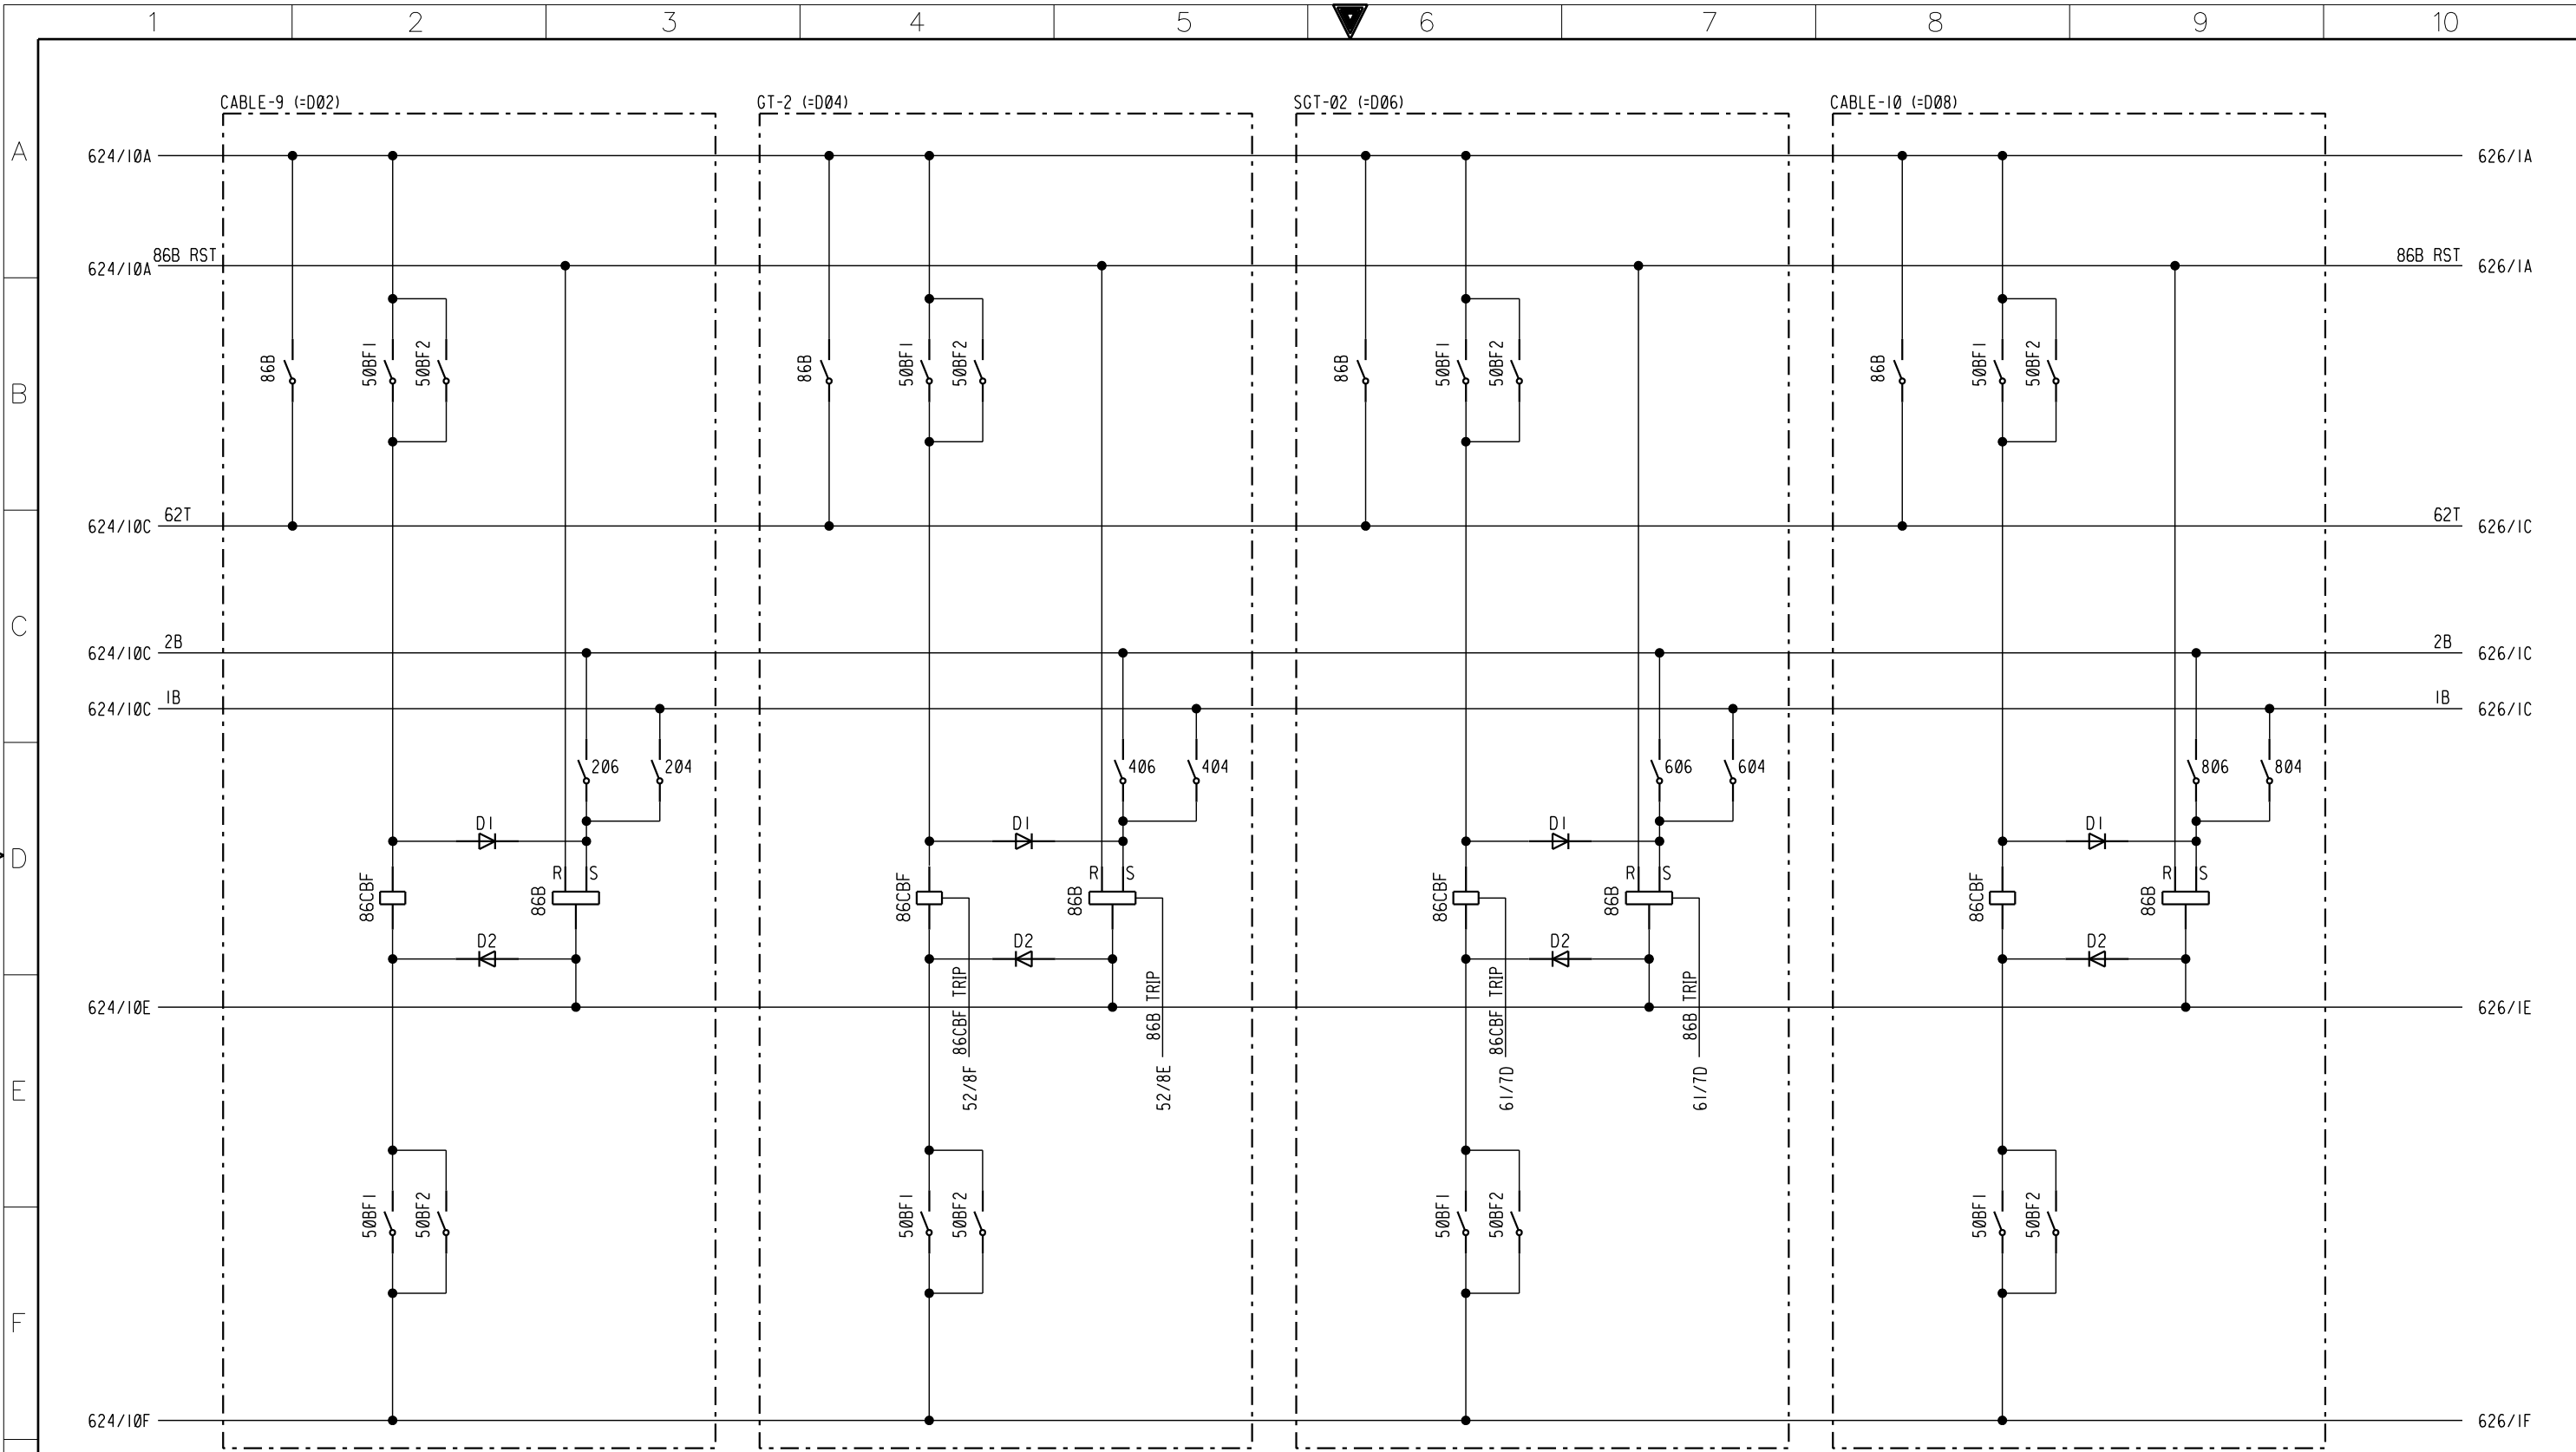 1 2 3 4 5 6 7 8 9 10
CABLE-9 (=D02) GT-2 (=D04) SGT-02 (=D06) CABLE-10 (=D08)
A
624/10A 626/1A
86B RST 86B RST
624/10A 626/1A
B
86B 50BF1 50BF2 86B 50BF1 50BF2 86B 50BF1 50BF2 86B 50BF1 50BF2
62T 62T
624/10C 626/1C
C
2B 2B
624/10C 626/1C
1B 1B
624/10C 626/1C
206 204 406 404 606 604 806 804
D1 D1 D1 D1
D
R S R S R S R S
86CBF 86B 86CBF 86B 86CBF 86B 86CBF 86B
D2 D2 D2 D2
624/10E 626/1E
86CBF TRIP 86B TRIP 86CBF TRIP 86B TRIP
E
52/8F 52/8E 61/7D 61/7D
50BF1 50BF2 50BF1 50BF2 50BF1 50BF2 50BF1 50BF2
F
624/10F 626/1F